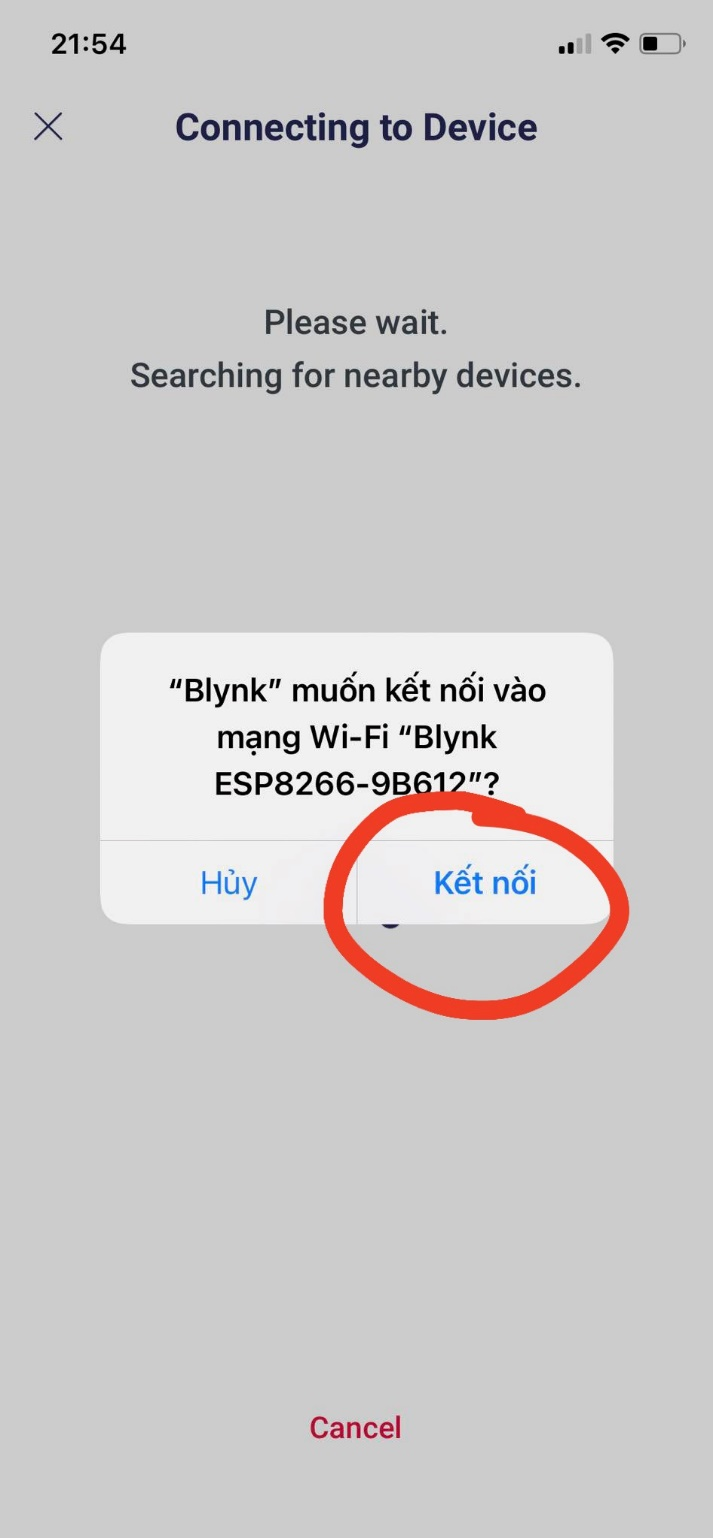 21:54
Connecting to Device
Please wait.
Searching for nearby devices.
“Blynk” muốn kết nối vào
mạng Wi-Fi “Blynk
ESP8266-9B612”?
Hủy
Kết nối
Cancel